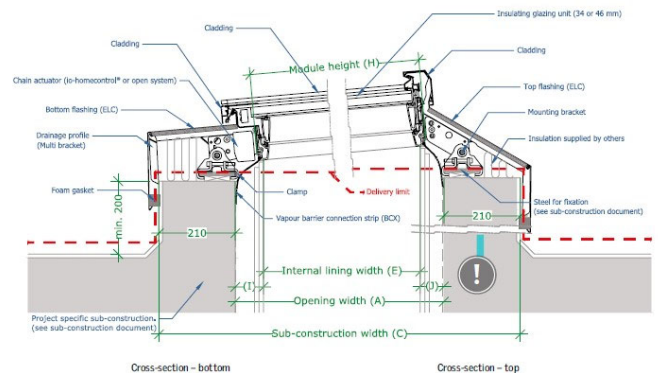 Cladding
Insulating glazing unit (34 or 46 mm)
Cladding
Cladding
Module height (H)
Chain actuator (io-homecontrol® or open system)
Top flashing (ELC)
Bottom flashing (ELC)
Mounting bracket
Drainage profile
(Multi bracket)
Insulation supplied by others
Foam gasket
Clamp
Delivery limit
Steel for fixation
(see sub-construction document)
min. 200
Vapour barrier connection strip (BCX)
210
210
!
Internal lining width (E)
(I)
(J)
Opening width (A)
Project specific sub-construction.
(see sub-construction document)
Sub-construction width (C)
Cross-section – bottom
Cross-section – top